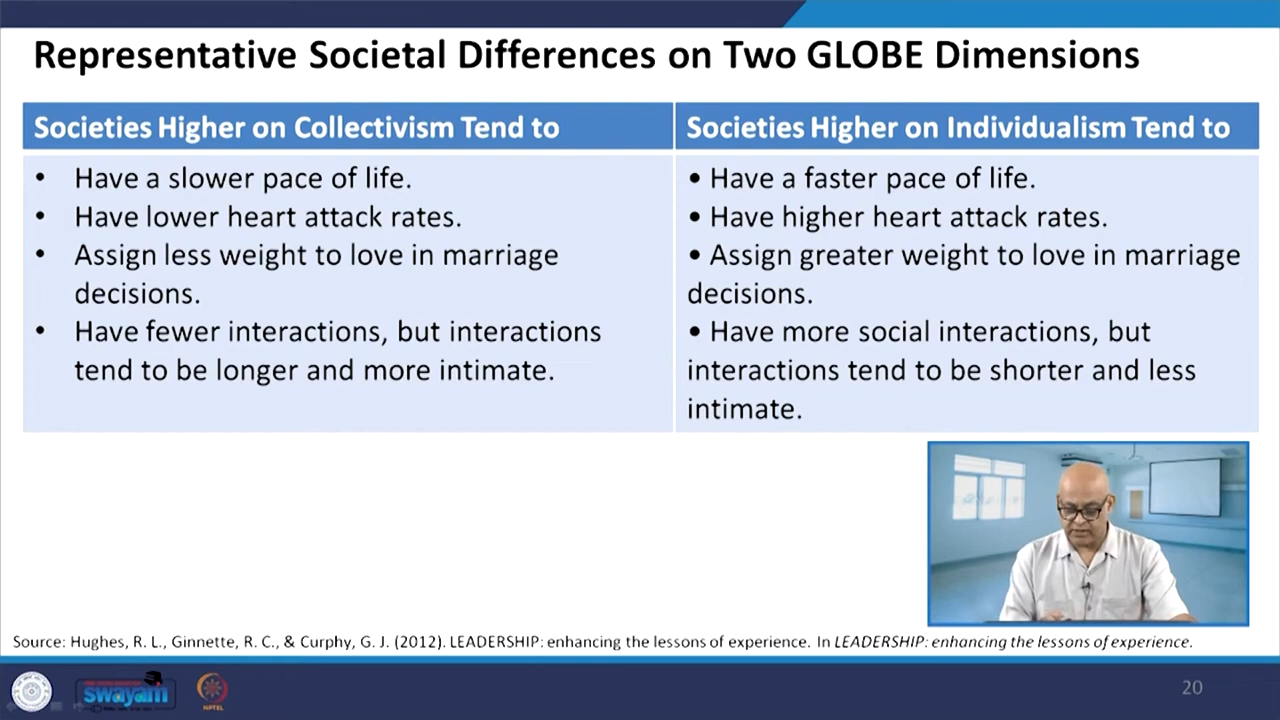 Representative Societal Differences on Two GLOBE Dimensions
Societies Higher on Collectivism Tend to
• Have a slower pace of life.
• Have lower heart attack rates.
• Assign less weight to love in marriage
decisions.
• Have fewer interactions, but interactions
tend to be longer and more intimate.
Societies Higher on Individualism Tend to
• Have a faster pace of life.
• Have higher heart attack rates.
• Assign greater weight to love in marriage
decisions.
• Have more social interactions, but
interactions tend to be shorter and less
intimate.
Source: Hughes, R. L., Ginnette, R. C., & Curphy, G. J. (2012). LEADERSHIP: enhancing the lessons of experience. In LEADERSHIP: enhancing the lessons of experience.
swayam
NPTEL
20